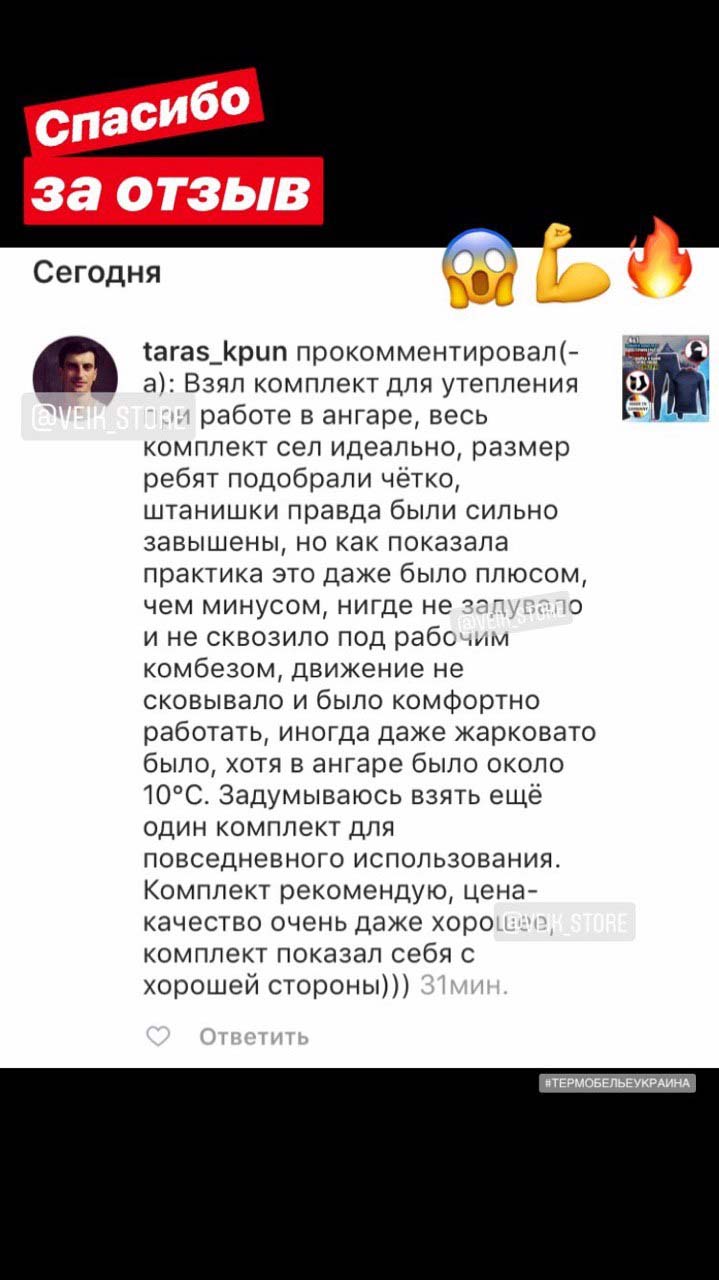 Спасибо
за отзыв
Сегодня
taras_kpun прокомментировал(-
а): Взял комплект для утепления
@VEIK_STORE
при работе в ангаре, весь
комплект сел идеально, размер
ребят подобрали чётко,
штанишки правда были сильно
завышены, но как показала
практика это даже было плюсом,
чем минусом, нигде не задувало
@VEIK_STORE
и не сквозило под рабочим
комбезом, движение не
сковывало и было комфортно
работать, иногда даже жарковато
было, хотя в ангаре было около
10°C. Задумываюсь взять ещё
один комплект для
повседневного использования.
Комплект рекомендую, цена-
качество очень даже хорошее,
@VEIK_STORE
комплект показал себя с
хорошей стороны))) 31мин.
Ответить
#ТЕРМОБЕЛЬЕУКРАИНА